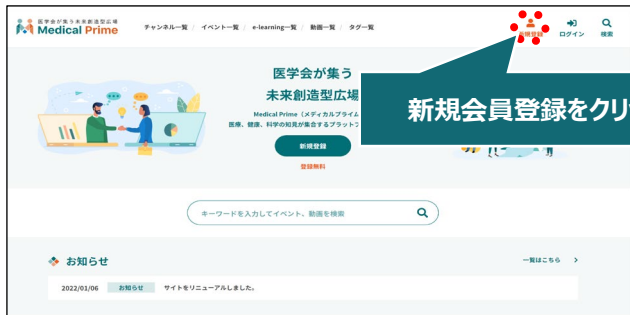 医学会が集う未来創造型広場
Medical Prime
チャンネル一覧 / イベント一覧 / e-learning一覧 / 動画一覧 / タグ一覧
新規登録
ログイン
検索
医学会が集う
未来創造型広場
Medical Prime（メディカルプライム
医療、健康、科学の知見が集合するプラットフ
新規登録
登録無料
新規会員登録をクリ
キーワードを入力してイベント、動画を検索
お知らせ
一覧はこちら
2022/01/06 お知らせ サイトをリニューアルしました。